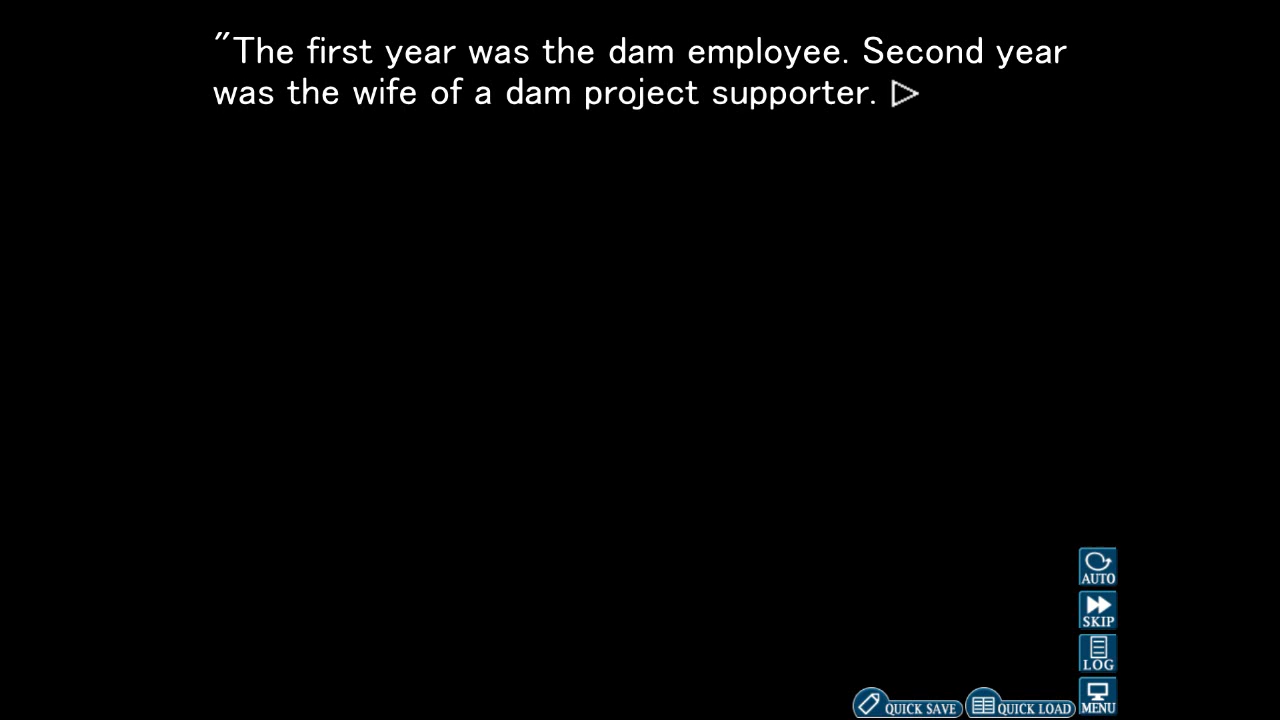 "The first year was the dam employee. Second year
was the wife of a dam project supporter.
AUTO
SKIP
LOG
QUICK SAVE
QUICK LOAD
MENU